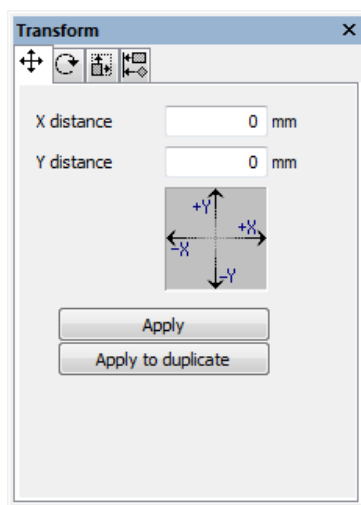 Transform
X distance 0 mm
Y distance 0 mm
+Y
+X
-X
-Y
Apply
Apply to duplicate